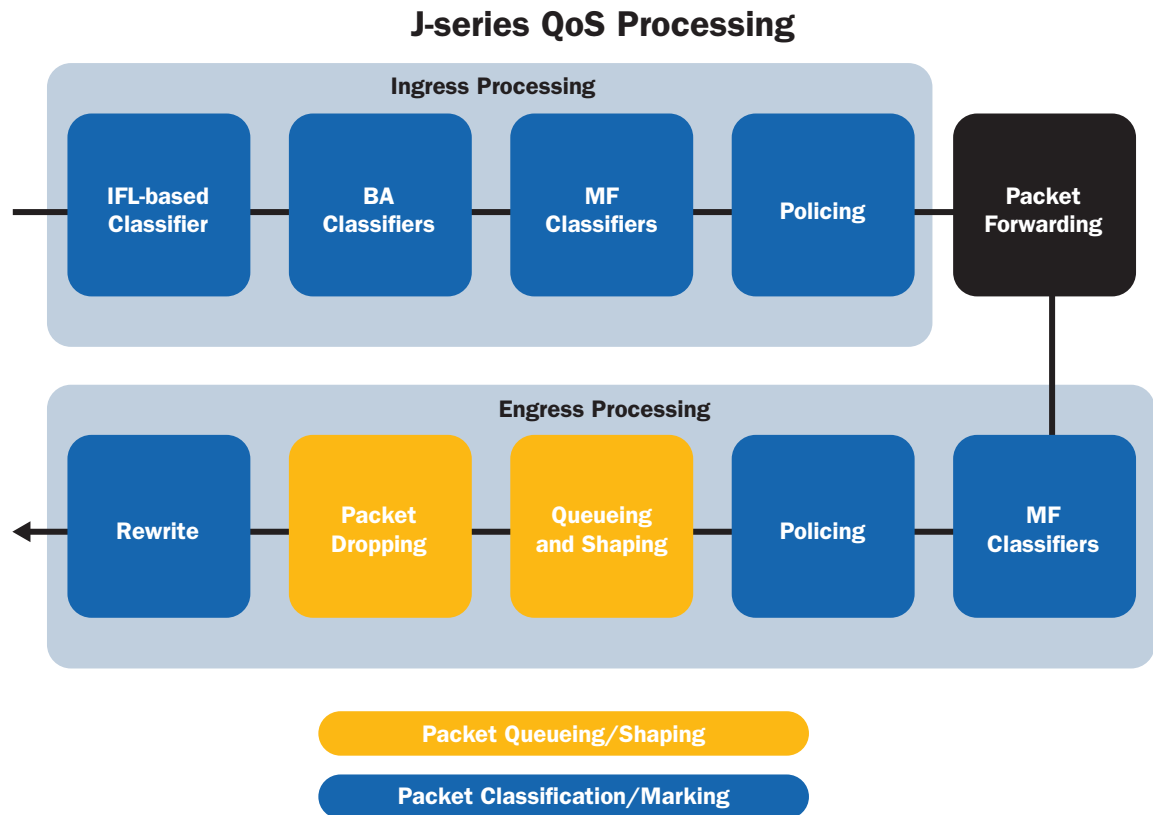 J-series QoS Processing
Ingress Processing
IFL-based
Classifier
BA
Classifiers
MF
Classifiers
Policing
Packet
Forwarding
Engress Processing
Rewrite
Packet
Dropping
Queueing
and Shaping
Policing
MF
Classifiers
Packet Queueing/Shaping
Packet Classification/Marking